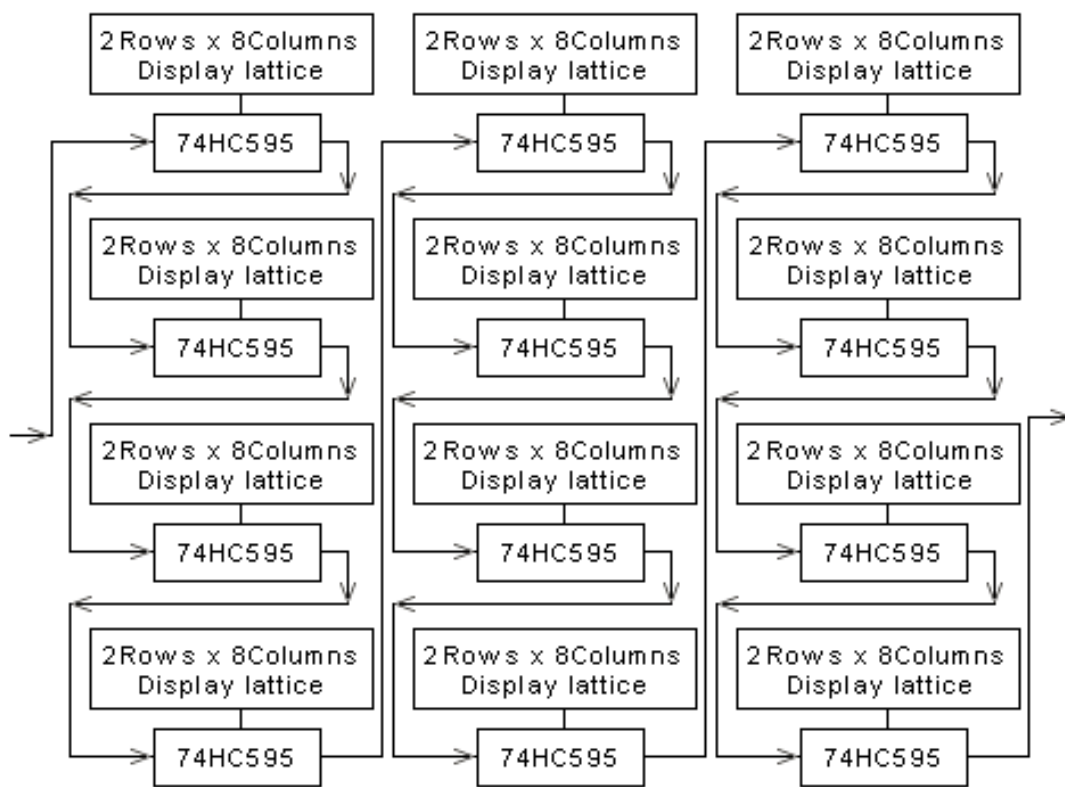 2Rows x 8Columns
Display lattice
2Rows x 8Columns
Display lattice
2Rows x 8Columns
Display lattice
74HC595
74HC595
74HC595
2Rows x 8Columns
Display lattice
2Rows x 8Columns
Display lattice
2Rows x 8Columns
Display lattice
74HC595
74HC595
74HC595
2Rows x 8Columns
Display lattice
2Rows x 8Columns
Display lattice
2Rows x 8Columns
Display lattice
74HC595
74HC595
74HC595
2Rows x 8Columns
Display lattice
2Rows x 8Columns
Display lattice
2Rows x 8Columns
Display lattice
74HC595
74HC595
74HC595